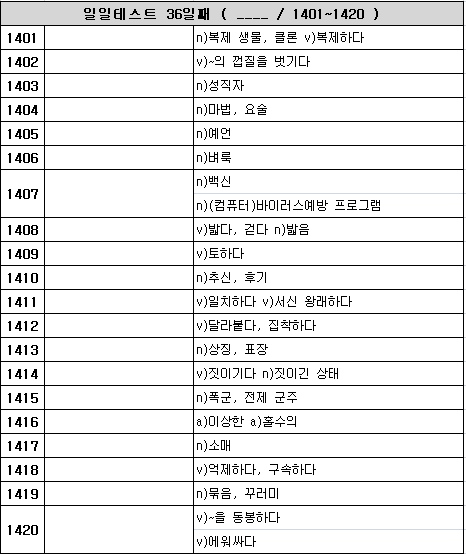 일일테스트 36일째 ( ____ / 1401~1420 )
1401 n)복제 생물, 클론 v)복제하다
1402 v)~의 껍질을 벗기다
1403 n)성직자
1404 n)마법, 요술
1405 n)예언
1406 n)벼룩
1407 n)백신
n)(컴퓨터)바이러스예방 프로그램
1408 v)밟다, 걷다 n)밟음
1409 v)토하다
1410 n)추신, 후기
1411 v)일치하다 v)서신 왕래하다
1412 v)달라붙다, 집착하다
1413 n)상징, 표장
1414 v)짓이기다 n)짓이긴 상태
1415 n)폭군, 전제 군주
1416 a)이상한 a)홀수의
1417 n)소매
1418 v)억제하다, 구속하다
1419 n)묶음, 꾸러미
1420 v)~을 동봉하다
v)에워싸다